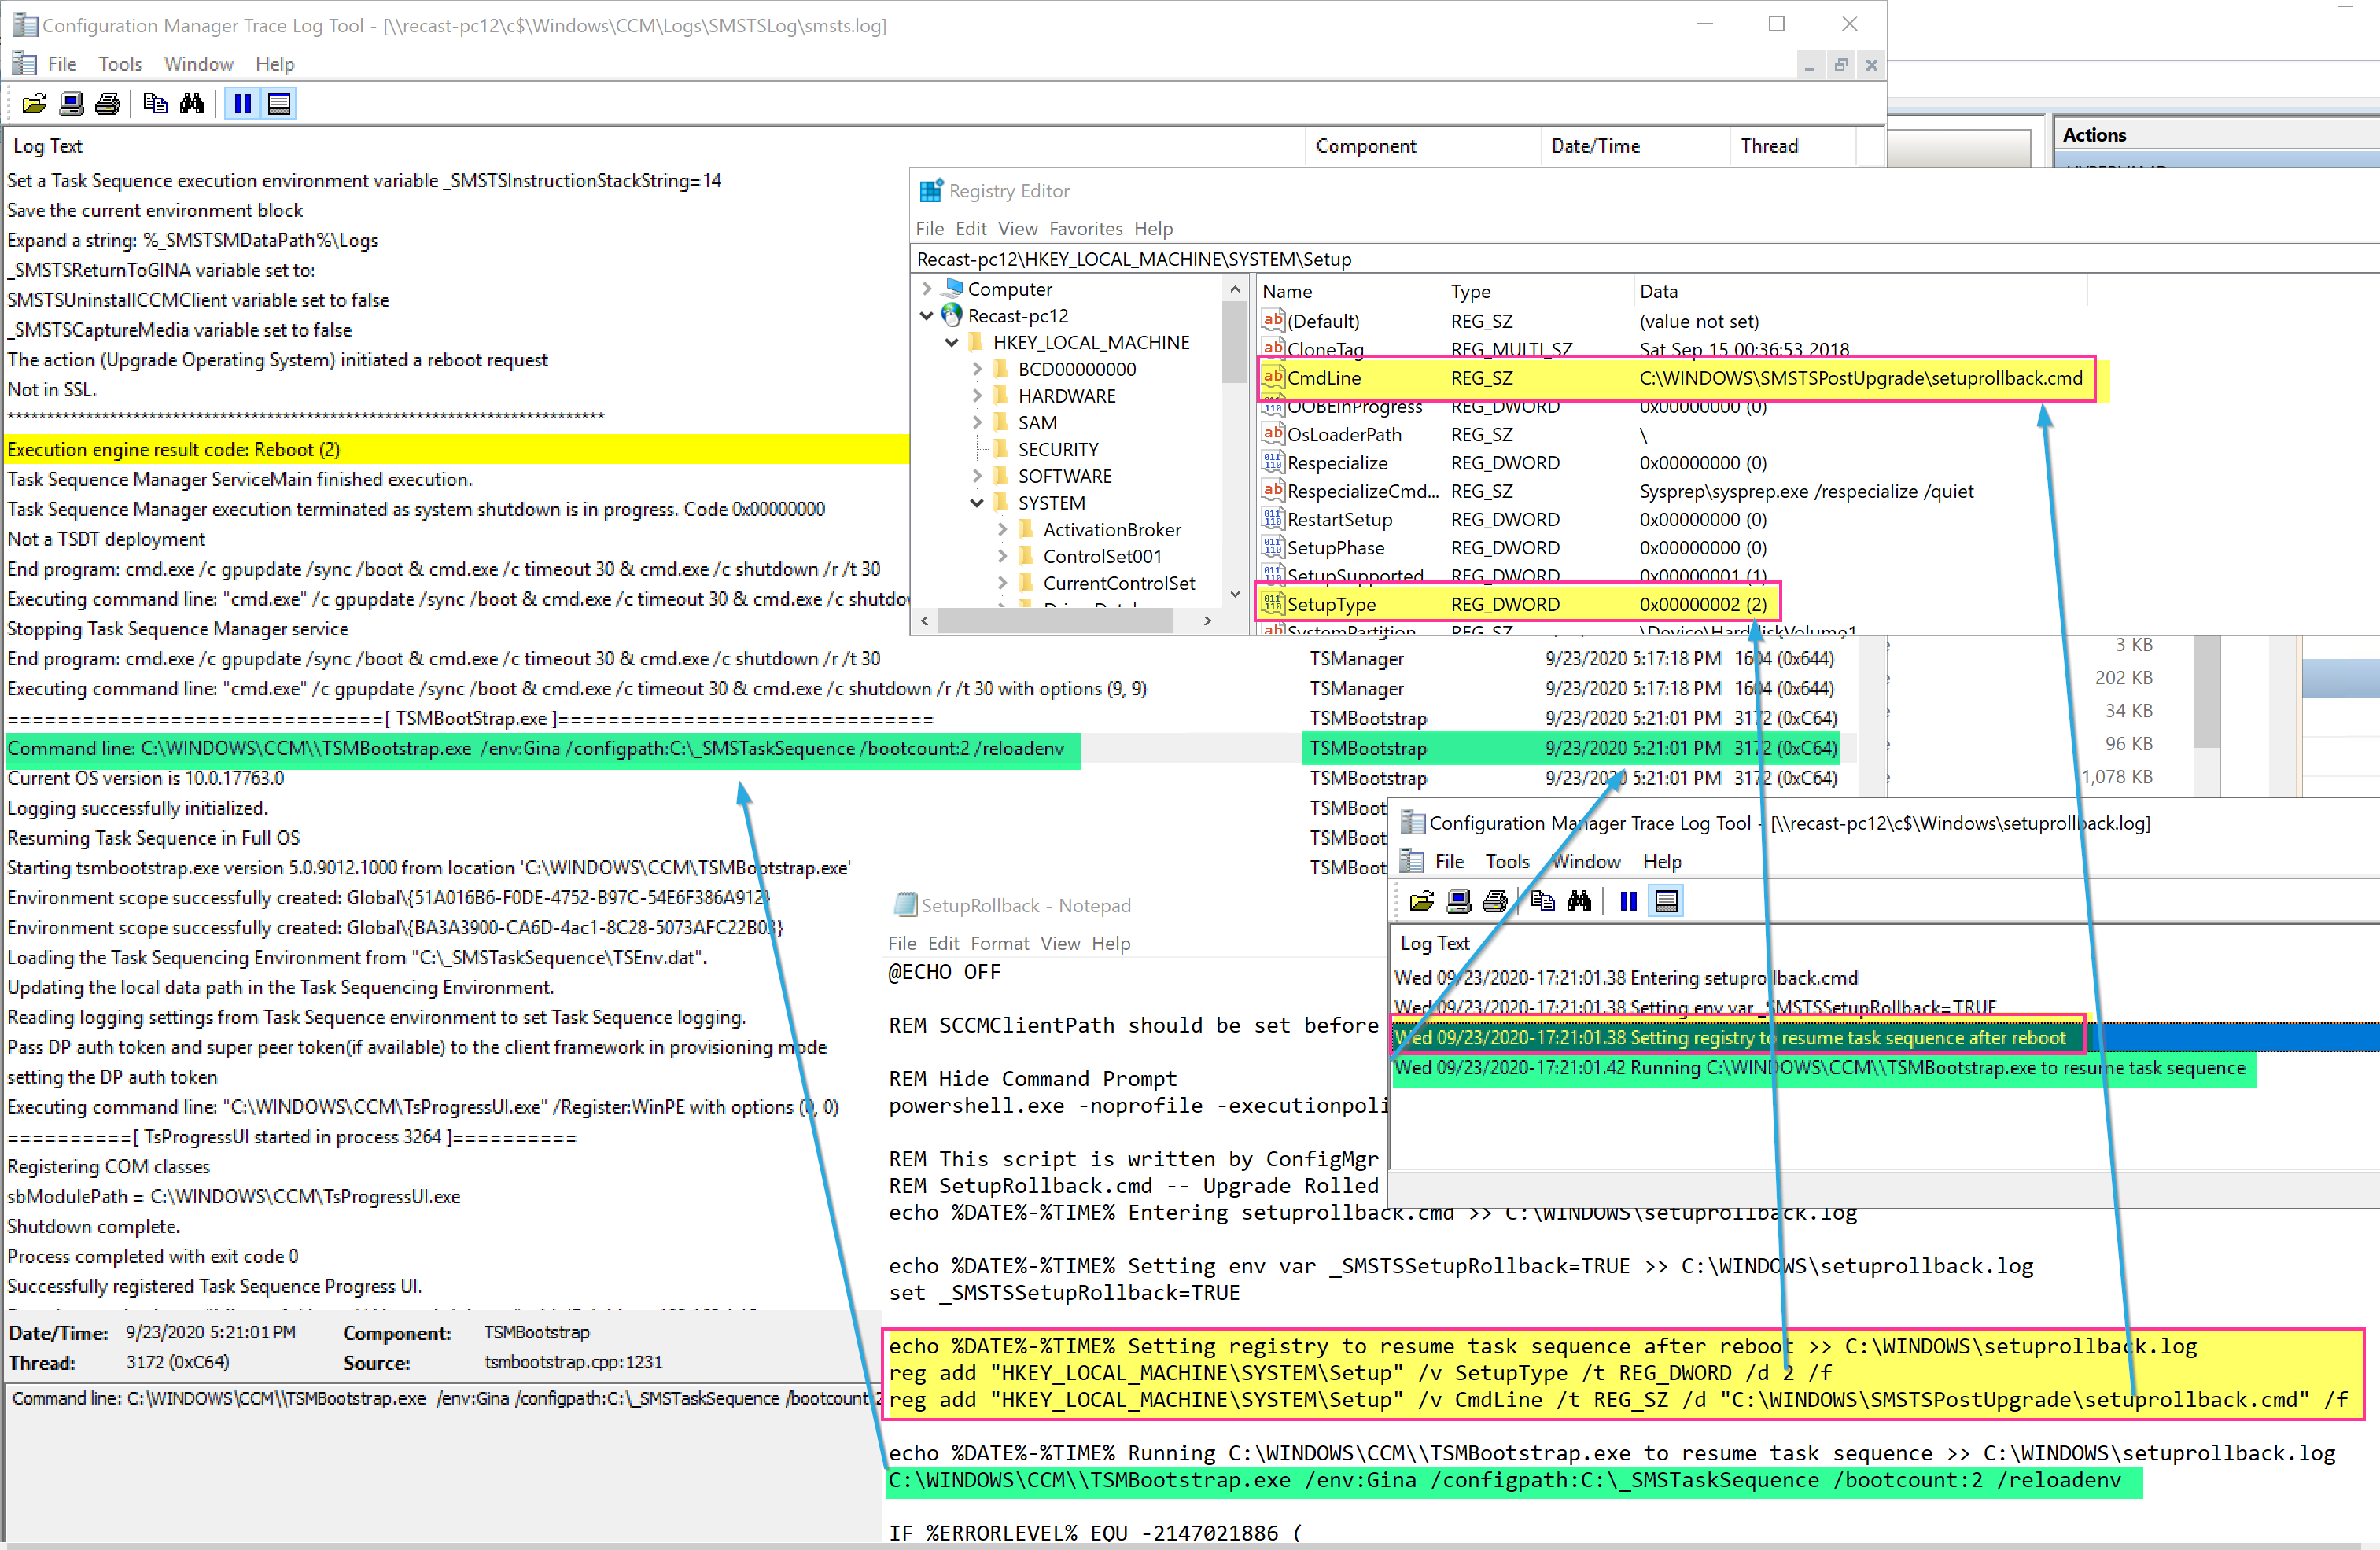 Configuration Manager Trace Log Tool - [\\recast-pc12\c$\Windows\CCM\Logs\SMSTSLog\smsts.log]
File Tools Window Help
Log Text Component Date/Time Thread
Set a Task Sequence execution environment variable _SMSTSInstructionStackString=14
Save the current environment block
Expand a string: %_SMSTSMDataPath%\Logs
_SMSTSReturnToGINA variable set to:
SMSTSUninstallCCMClient variable set to false
_SMSTSCaptureMedia variable set to false
The action (Upgrade Operating System) initiated a reboot request
Not in SSL.
****************************************************************************
Execution engine result code: Reboot (2)
Task Sequence Manager ServiceMain finished execution.
Task Sequence Manager execution terminated as system shutdown is in progress. Code 0x00000000
Not a TSDT deployment
End program: cmd.exe /c gpupdate /sync /boot & cmd.exe /c timeout 30 & cmd.exe /c shutdown /r /t 30
Executing command line: "cmd.exe" /c gpupdate /sync /boot & cmd.exe /c timeout 30 & cmd.exe /c shutdo
Stopping Task Sequence Manager service
End program: cmd.exe /c gpupdate /sync /boot & cmd.exe /c timeout 30 & cmd.exe /c shutdown /r /t 30 TSManager 9/23/2020 5:17:18 PM 1604 (0x644)
Executing command line: "cmd.exe" /c gpupdate /sync /boot & cmd.exe /c timeout 30 & cmd.exe /c shutdown /r /t 30 with options (9, 9) TSManager 9/23/2020 5:17:18 PM 1604 (0x644)
==============================[ TSMBootStrap.exe ]============================== TSMBootstrap 9/23/2020 5:21:01 PM 3172 (0xC64)
Command line: C:\WINDOWS\CCM\\TSMBootstrap.exe /env:Gina /configpath:C:\_SMSTaskSequence /bootcount:2 /reloadenv TSMBootstrap 9/23/2020 5:21:01 PM 3172 (0xC64)
Current OS version is 10.0.17763.0 TSMBootstrap 9/23/2020 5:21:01 PM 3172 (0xC64)
Logging successfully initialized. TSMBoot
Resuming Task Sequence in Full OS TSMBoot
Starting tsmbootstrap.exe version 5.0.9012.1000 from location 'C:\WINDOWS\CCM\TSMBootstrap.exe' TSMBoot
Environment scope successfully created: Global\{51A016B6-F0DE-4752-B97C-54E6F386A912}
Environment scope successfully created: Global\{BA3A3900-CA6D-4ac1-8C28-5073AFC22B03}
Loading the Task Sequencing Environment from "C:\_SMSTaskSequence\TSEnv.dat".
Updating the local data path in the Task Sequencing Environment.
Reading logging settings from Task Sequence environment to set Task Sequence logging.
Pass DP auth token and super peer token(if available) to the client framework in provisioning mode
setting the DP auth token
Executing command line: "C:\WINDOWS\CCM\TsProgressUI.exe" /Register:WinPE with options (0, 0)
==========[ TsProgressUI started in process 3264 ]==========
Registering COM classes
sbModulePath = C:\WINDOWS\CCM\TsProgressUI.exe
Shutdown complete.
Process completed with exit code 0
Successfully registered Task Sequence Progress UI.
Date/Time: 9/23/2020 5:21:01 PM Component: TSMBootstrap
Thread: 3172 (0xC64) Source: tsmbootstrap.cpp:1231
Command line: C:\WINDOWS\CCM\\TSMBootstrap.exe /env:Gina /configpath:C:\_SMSTaskSequence /bootcount:2
Actions
Registry Editor
File Edit View Favorites Help
Recast-pc12\HKEY_LOCAL_MACHINE\SYSTEM\Setup
Computer
Recast-pc12
HKEY_LOCAL_MACHINE
BCD00000000
HARDWARE
SAM
SECURITY
SOFTWARE
SYSTEM
ActivationBroker
ControlSet001
CurrentControlSet
Name Type Data
(Default) REG_SZ (value not set)
CloneTag REG_MULTI_SZ Sat Sep 15 00:36:53 2018
CmdLine REG_SZ C:\WINDOWS\SMSTSPostUpgrade\setuprollback.cmd
OOBEInProgress REG_DWORD 0x00000000 (0)
OsLoaderPath REG_SZ \
Respecialize REG_DWORD 0x00000000 (0)
RespecializeCmd... REG_SZ Sysprep\sysprep.exe /respecialize /quiet
RestartSetup REG_DWORD 0x00000000 (0)
SetupPhase REG_DWORD 0x00000000 (0)
SetupSupported REG_DWORD 0x00000001 (1)
SetupType REG_DWORD 0x00000002 (2)
SystemPartition REG_SZ \Device\HarddiskVolume1
3 KB
202 KB
34 KB
96 KB
1,078 KB
Configuration Manager Trace Log Tool - [\\recast-pc12\c$\Windows\setuprollback.log]
File Tools Window Help
Log Text
Wed 09/23/2020-17:21:01.38 Entering setuprollback.cmd
Wed 09/23/2020-17:21:01.38 Setting env var _SMSTSSetupRollback=TRUE
Wed 09/23/2020-17:21:01.38 Setting registry to resume task sequence after reboot
Wed 09/23/2020-17:21:01.42 Running C:\WINDOWS\CCM\\TSMBootstrap.exe to resume task sequence
SetupRollback - Notepad
File Edit Format View Help
@ECHO OFF
REM SCCMClientPath should be set before
REM Hide Command Prompt
powershell.exe -noprofile -executionpoli
REM This script is written by ConfigMgr
REM SetupRollback.cmd -- Upgrade Rolled
echo %DATE%-%TIME% Entering setuprollback.cmd >> C:\WINDOWS\setuprollback.log
echo %DATE%-%TIME% Setting env var _SMSTSSetupRollback=TRUE >> C:\WINDOWS\setuprollback.log
set _SMSTSSetupRollback=TRUE
echo %DATE%-%TIME% Setting registry to resume task sequence after reboot >> C:\WINDOWS\setuprollback.log
reg add "HKEY_LOCAL_MACHINE\SYSTEM\Setup" /v SetupType /t REG_DWORD /d 2 /f
reg add "HKEY_LOCAL_MACHINE\SYSTEM\Setup" /v CmdLine /t REG_SZ /d "C:\WINDOWS\SMSTSPostUpgrade\setuprollback.cmd" /f
echo %DATE%-%TIME% Running C:\WINDOWS\CCM\\TSMBootstrap.exe to resume task sequence >> C:\WINDOWS\setuprollback.log
C:\WINDOWS\CCM\\TSMBootstrap.exe /env:Gina /configpath:C:\_SMSTaskSequence /bootcount:2 /reloadenv
IF %ERRORLEVEL% EQU -2147021886 (